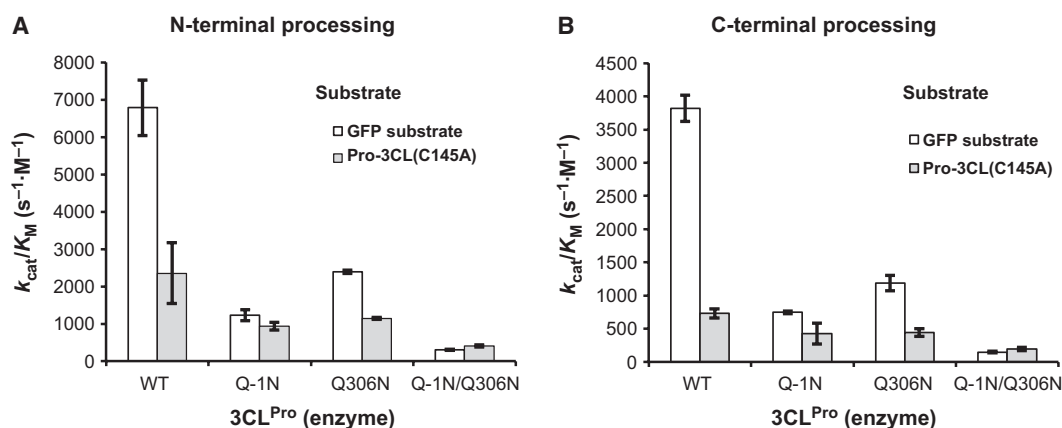 A
N-terminal processing
8000
7000
6000
5000
4000
3000
2000
1000
0
kcat/KM (s⁻¹·M⁻¹)
Substrate
GFP substrate
Pro-3CL(C145A)
WT
Q-1N
Q306N
Q-1N/Q306N
3CLᴾʳᵒ (enzyme)
B
C-terminal processing
4500
4000
3500
3000
2500
2000
1500
1000
500
0
kcat/KM (s⁻¹·M⁻¹)
Substrate
GFP substrate
Pro-3CL(C145A)
WT
Q-1N
Q306N
Q-1N/Q306N
3CLᴾʳᵒ (enzyme)